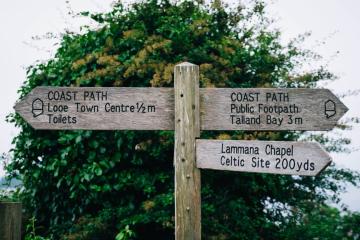 COAST PATH
Looe Town Centre ½ m
Toilets
COAST PATH
Public Footpath
Talland Bay 3 m
Lammana Chapel
Celtic Site 200yds